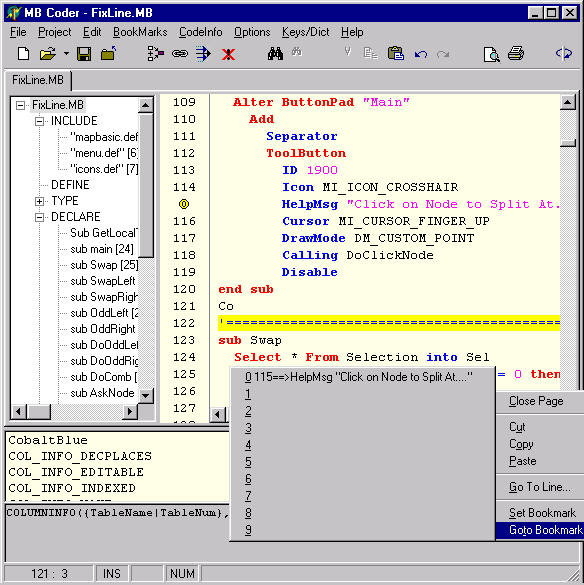 MB Coder - FixLine.MB
File Project Edit BookMarks CodeInfo Options Keys/Dict Help
FixLine.MB
FixLine.MB
INCLUDE
"mapbasic.def
"menu.def" [6]
"icons.def" [7]
DEFINE
TYPE
DECLARE
Sub GetLocal
sub main [24]
sub Swap [25]
sub SwapLeft
sub SwapRigh
sub OddLeft [2
sub OddRight
sub DoOddLef
sub DoOddRig
sub DoComb [
sub AskNode
109 Alter ButtonPad "Main"
110 Add
111 Separator
112 ToolButton
113 ID 1900
114 Icon MI_ICON_CROSSHAIR
0 HelpMsg "Click on Node to Split At.
116 Cursor MI_CURSOR_FINGER_UP
117 DrawMode DM_CUSTOM_POINT
118 Calling DoClickNode
119 Disable
120 end sub
121 Co
122 '==========================================
123 sub Swap
124 Select * From Selection into Sel
125 = 0 then
126
127
0 115==>HelpMsg "Click on Node to Split At...."
1
2
3
4
5
6
7
8
9
Close Page
Cut
Copy
Paste
Go To Line...
Set Bookmark
Goto Bookmark
CobaltBlue
COL_INFO_DECPLACES
COL_INFO_EDITABLE
COL_INFO_INDEXED
COLUMNINFO({TableName|TableNum},
121 : 3 INS NUM